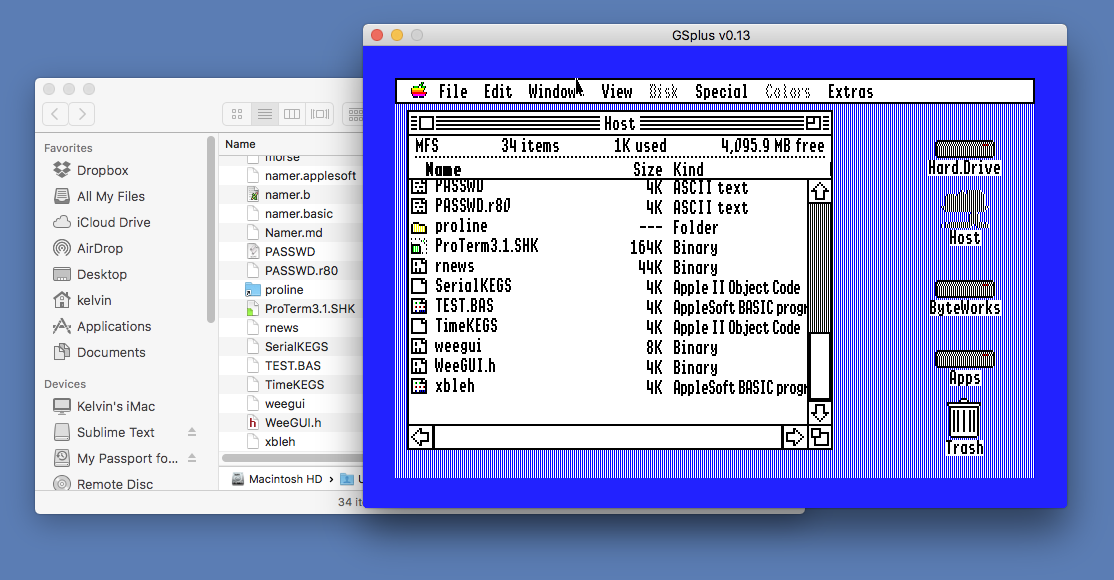 GSplus v0.13
File Edit Window View Disk Special Colors Extras
Host
MFS 34 items 1K used 4,095.9 MB free
Name Size Kind
PASSWD 4K ASCII text
PASSWD.r80 4K ASCII text
proline --- Folder
ProTerm3.1.SHK 164K Binary
rnews 44K Binary
SerialKEGS 4K Apple II Object Code
TEST.BAS 4K AppleSoft BASIC progr
TimeKEGS 4K Apple II Object Code
weegui 8K Binary
WeeGUI.h 4K Binary
xbleh 4K AppleSoft BASIC progr
Hard.Drive
Host
ByteWorks
Apps
Trash
Favorites
Dropbox
All My Files
iCloud Drive
AirDrop
Desktop
kelvin
Applications
Documents
Devices
Kelvin's iMac
Sublime Text
My Passport fo...
Remote Disc
Name
morse
namer.applesoft
namer.b
namer.basic
Namer.md
PASSWD
PASSWD.r80
proline
ProTerm3.1.SHK
rnews
SerialKEGS
TEST.BAS
TimeKEGS
weegui
WeeGUI.h
xbleh
Macintosh HD › U
34 it